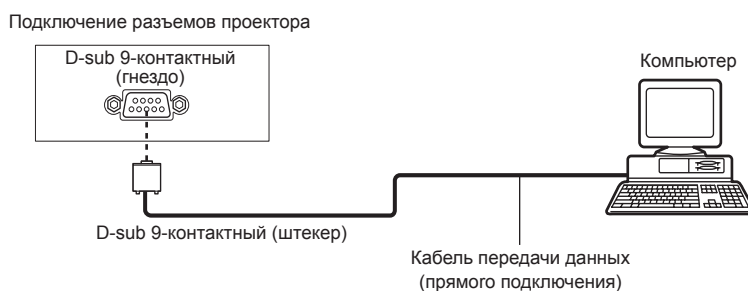 Подключение разъемов проектора
D-sub 9-контактный
(гнездо)
Компьютер
D-sub 9-контактный (штекер)
Кабель передачи данных
(прямого подключения)